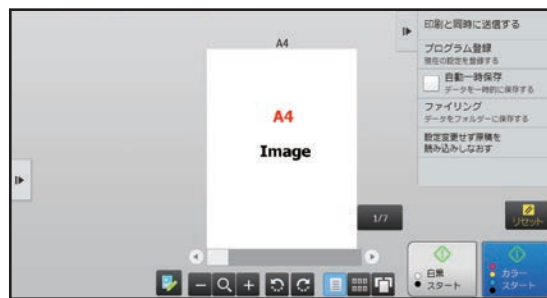 A4
A4
Image
1/7
印刷と同時に送信する
プログラム登録
現在の設定を登録する
自動一時保存
データを一時的に保存する
ファイリング
データをフォルダーに保存する
設定変更せず原稿を
読み込みしなおす
リセット
白黒
スタート
カラー
スタート